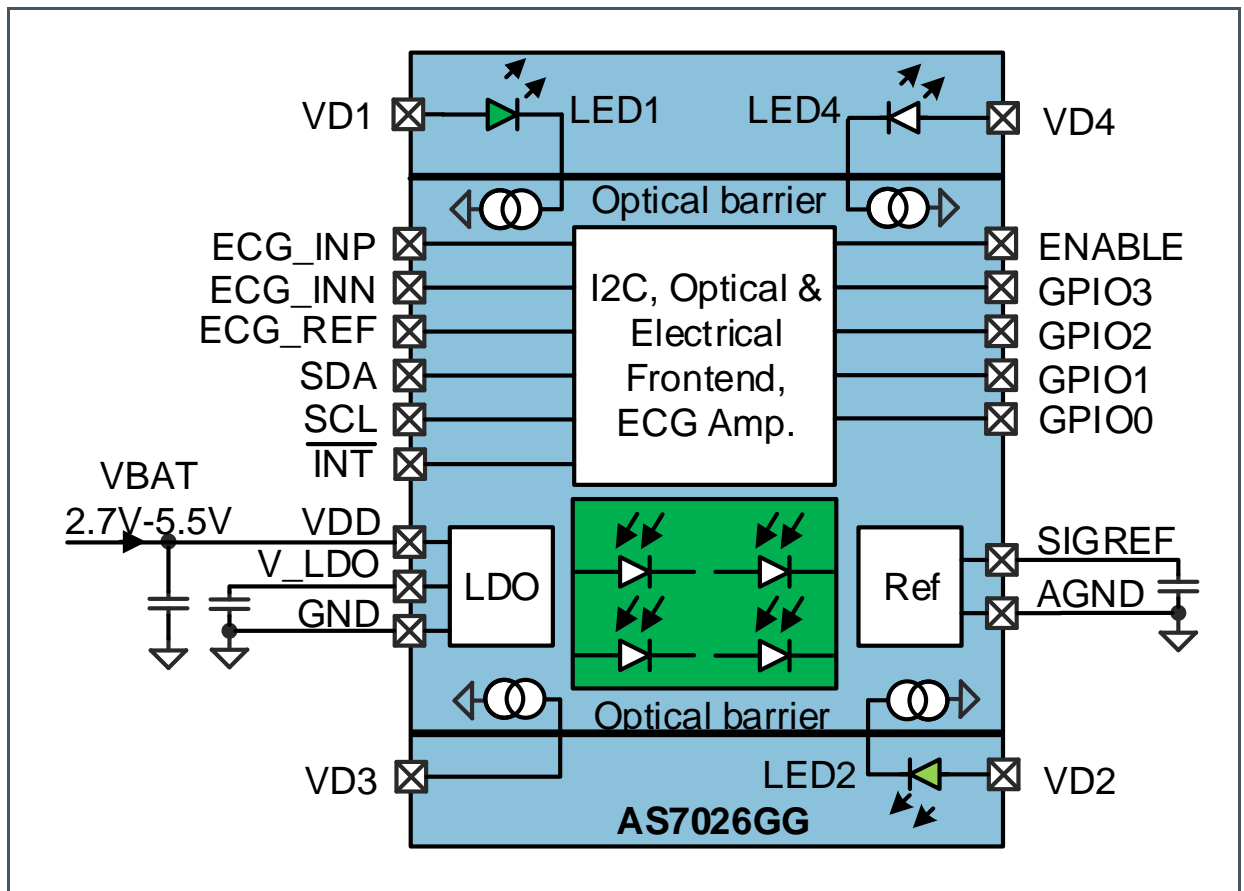 VD1
LED1
LED4
VD4
Optical barrier
ECG_INP
ECG_INN
ECG_REF
SDA
SCL
INT
I2C, Optical &
Electrical
Frontend,
ECG Amp.
ENABLE
GPIO3
GPIO2
GPIO1
GPIO0
VBAT
2.7V-5.5V
VDD
V_LDO
GND
LDO
Ref
SIGREF
AGND
Optical barrier
VD3
LED2
VD2
AS7026GG